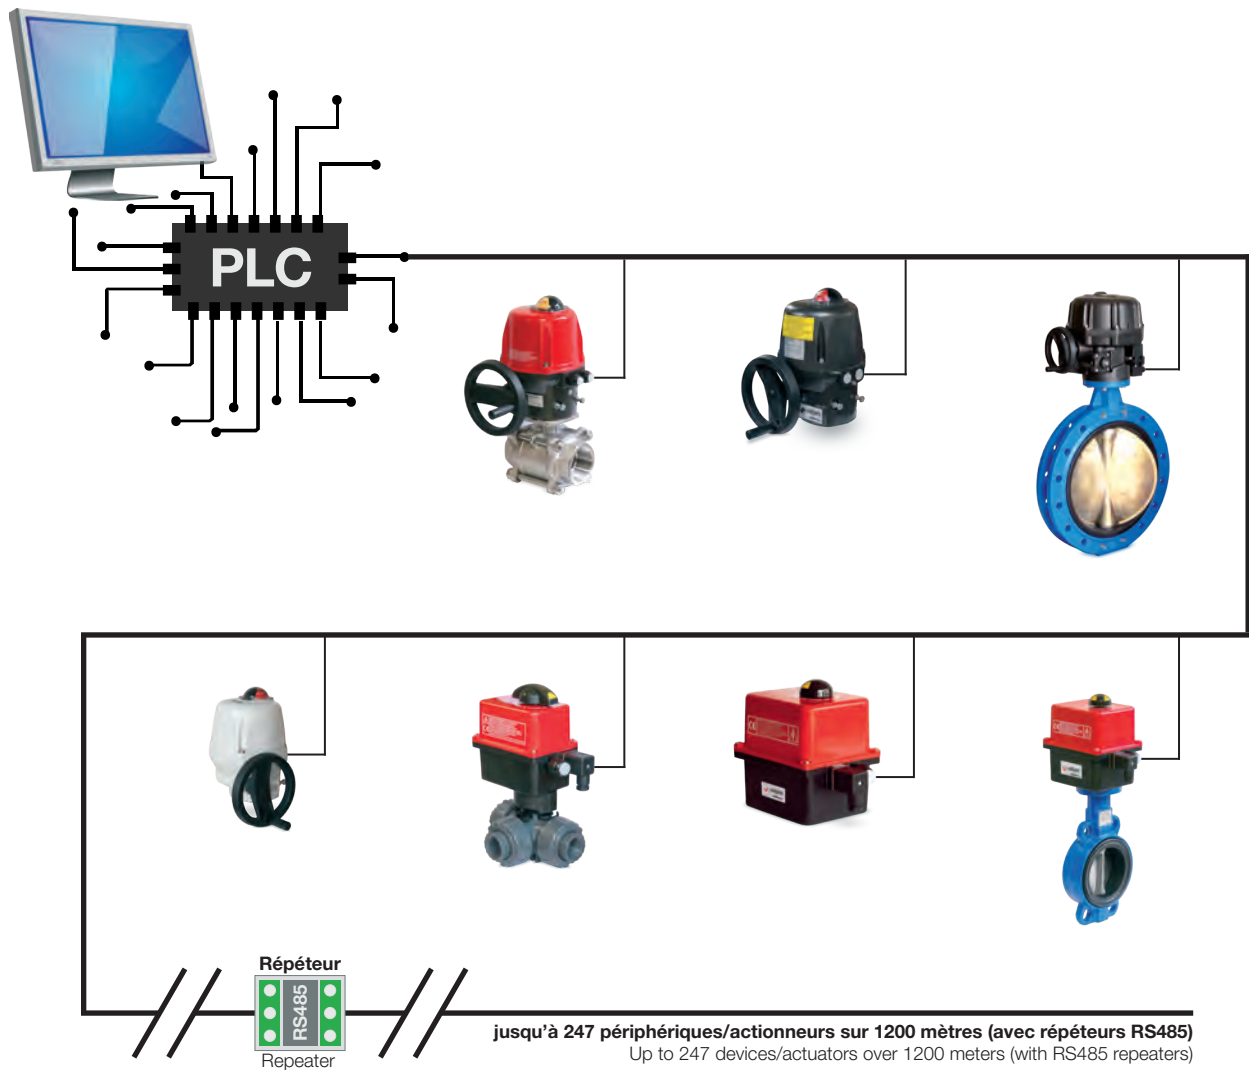 PLC
Répéteur
RS485
Repeater
jusqu'à 247 périphériques/actionneurs sur 1200 mètres (avec répéteurs RS485)
Up to 247 devices/actuators over 1200 meters (with RS485 repeaters)